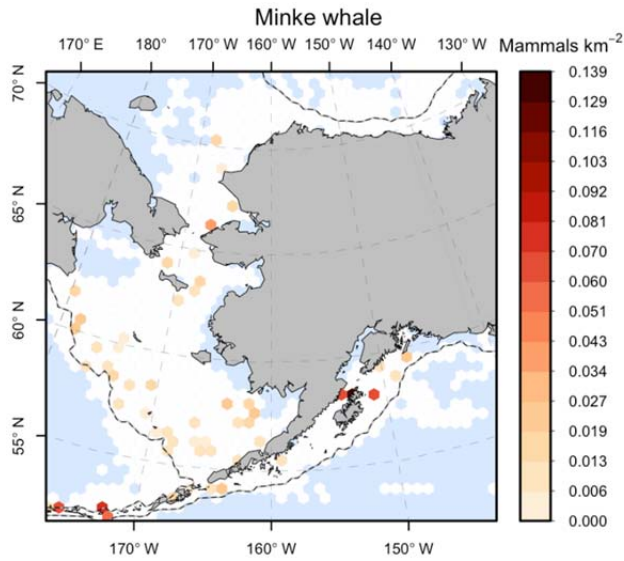 Minke whale
170° E 180° 170° W 160° W 150° W 140° W 130° W
Mammals km⁻²
70° N
65° N
60° N
55° N
0.139
0.129
0.116
0.103
0.092
0.081
0.070
0.060
0.051
0.043
0.034
0.027
0.019
0.013
0.006
0.000
170° W 160° W 150° W